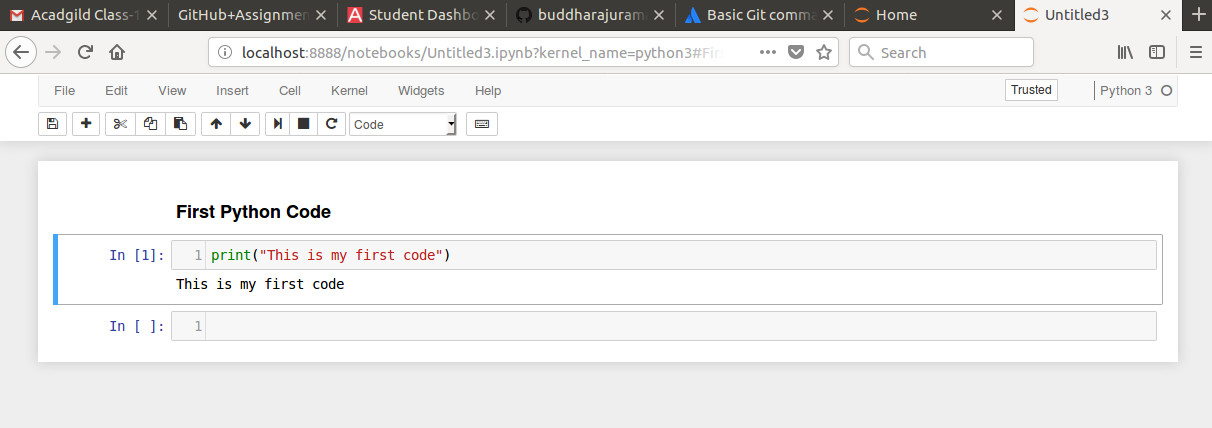 Acadgild Class-1
GitHub+Assignmen
Student Dashbo
buddharajuram
Basic Git comma
Home
Untitled3
localhost:8888/notebooks/Untitled3.ipynb?kernel_name=python3#Fir
Search
File Edit View Insert Cell Kernel Widgets Help
Trusted
Python 3
Code
First Python Code
In [1]: 1 print("This is my first code")
This is my first code
In [ ]: 1